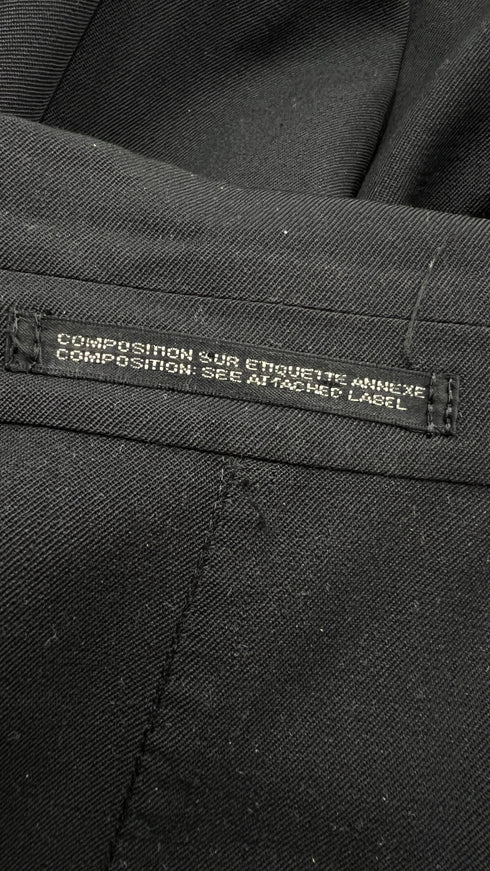 COMPOSITION SUR ETIQUETTE ANNEXE
COMPOSITION: SEE ATTACHED LABEL